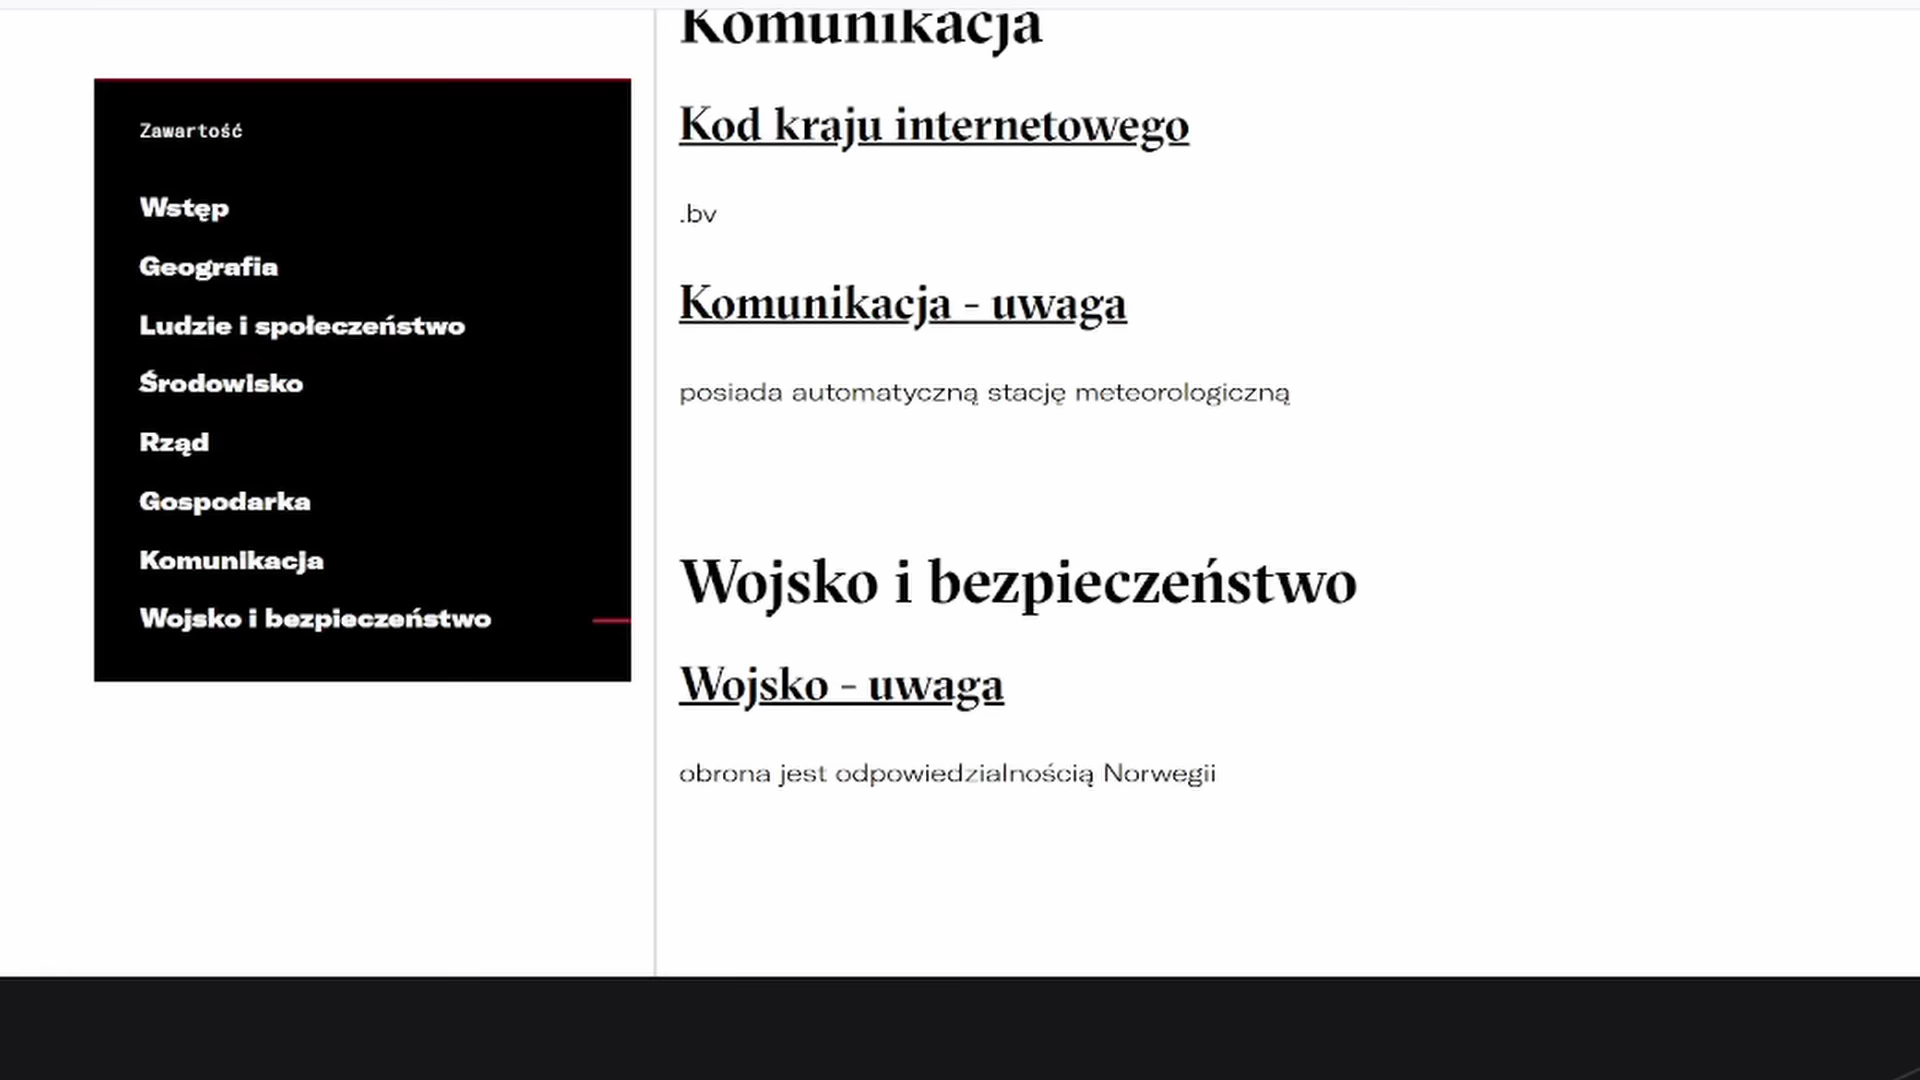 Zawartość
Wstęp
Geografia
Ludzie i społeczeństwo
Środowisko
Rząd
Gospodarka
Komunikacja
Wojsko i bezpieczeństwo
Komunikacja
Kod kraju internetowego
.bv
Komunikacja - uwaga
posiada automatyczną stację meteorologiczną
Wojsko i bezpieczeństwo
Wojsko - uwaga
obrona jest odpowiedzialnością Norwegii